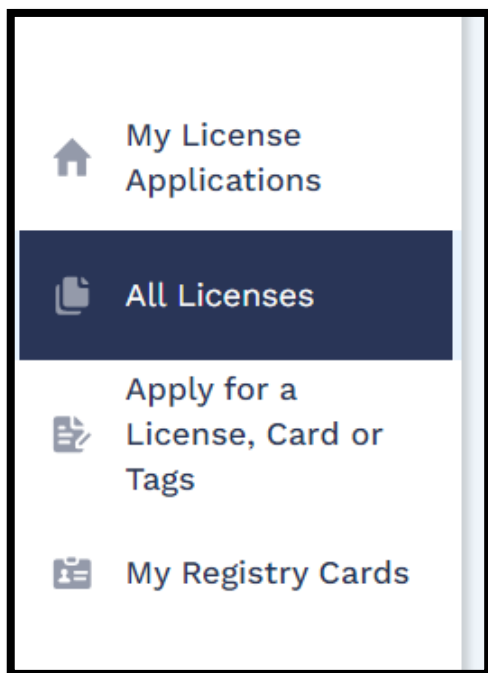 My License
Applications
All Licenses
Apply for a
License, Card or
Tags
My Registry Cards